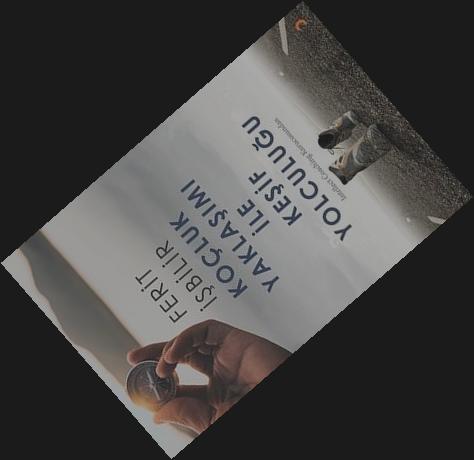 FERİT
İŞBİLİR
KOÇLUK
YAKLAŞIMI
İLE
KEŞİF
YOLCULUĞU